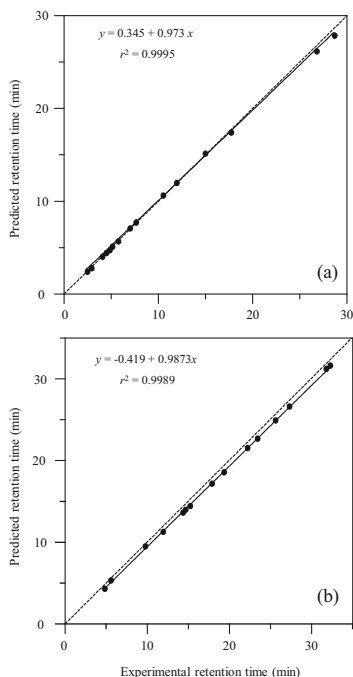 y = 0.345 + 0.973 x
r² = 0.9995
30
20
10
0
Predicted retention time (min)
(a)
0
10
20
30
y = -0.419 + 0.9873x
r² = 0.9989
30
20
10
0
Predicted retention time (min)
(b)
0
10
20
30
Experimental retention time (min)